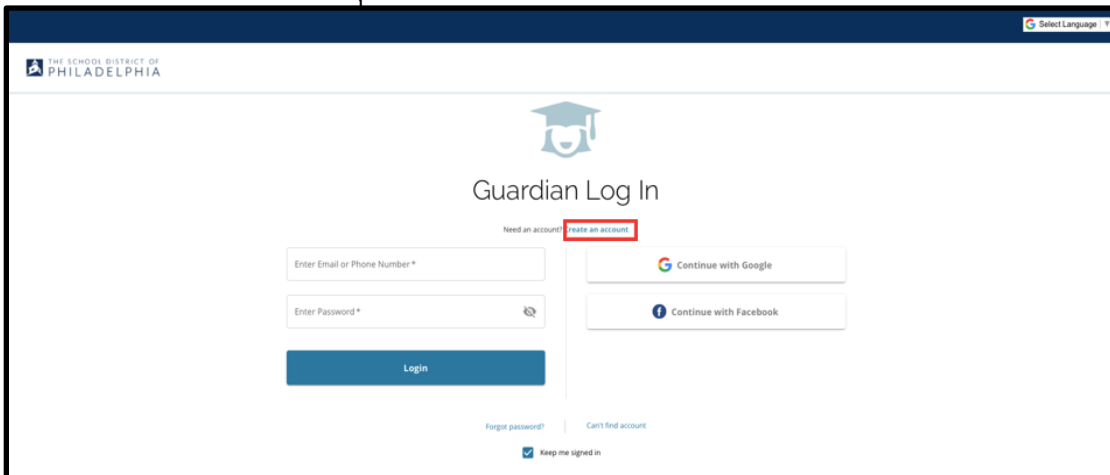 Select Language
THE SCHOOL DISTRICT OF
PHILADELPHIA
Guardian Log In
Need an account? Create an account
Enter Email or Phone Number *
Continue with Google
Enter Password *
Continue with Facebook
Login
Forgot password?
Can't find account
Keep me signed in